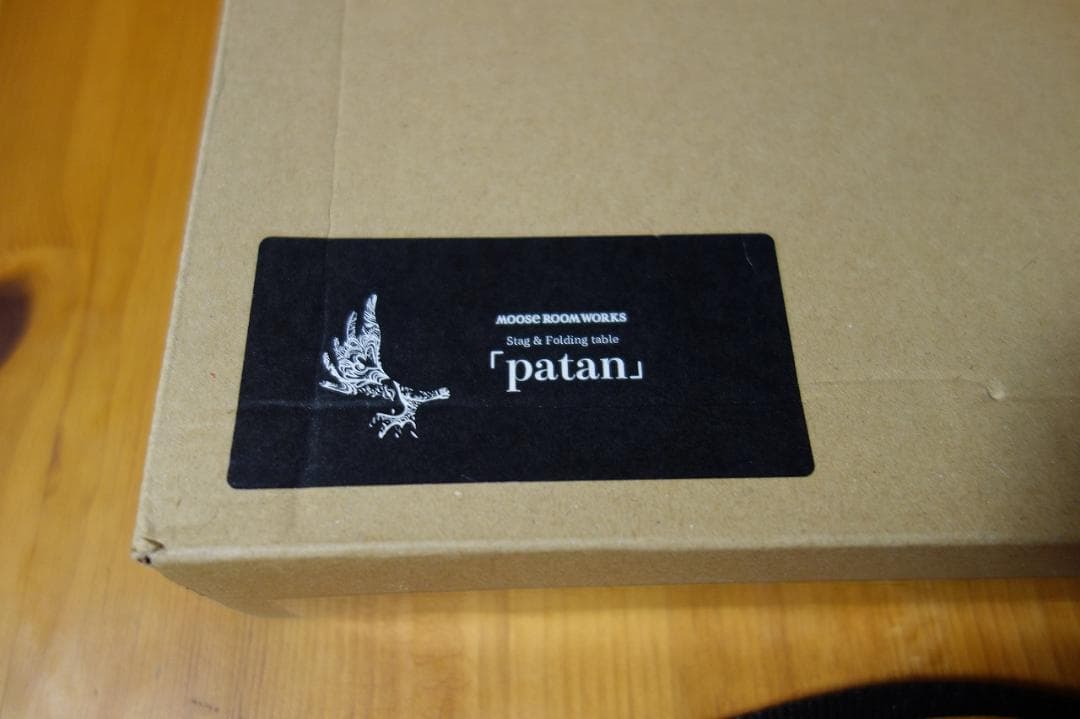 MOOSE ROOM WORKS
Stag & Folding table
「patan」